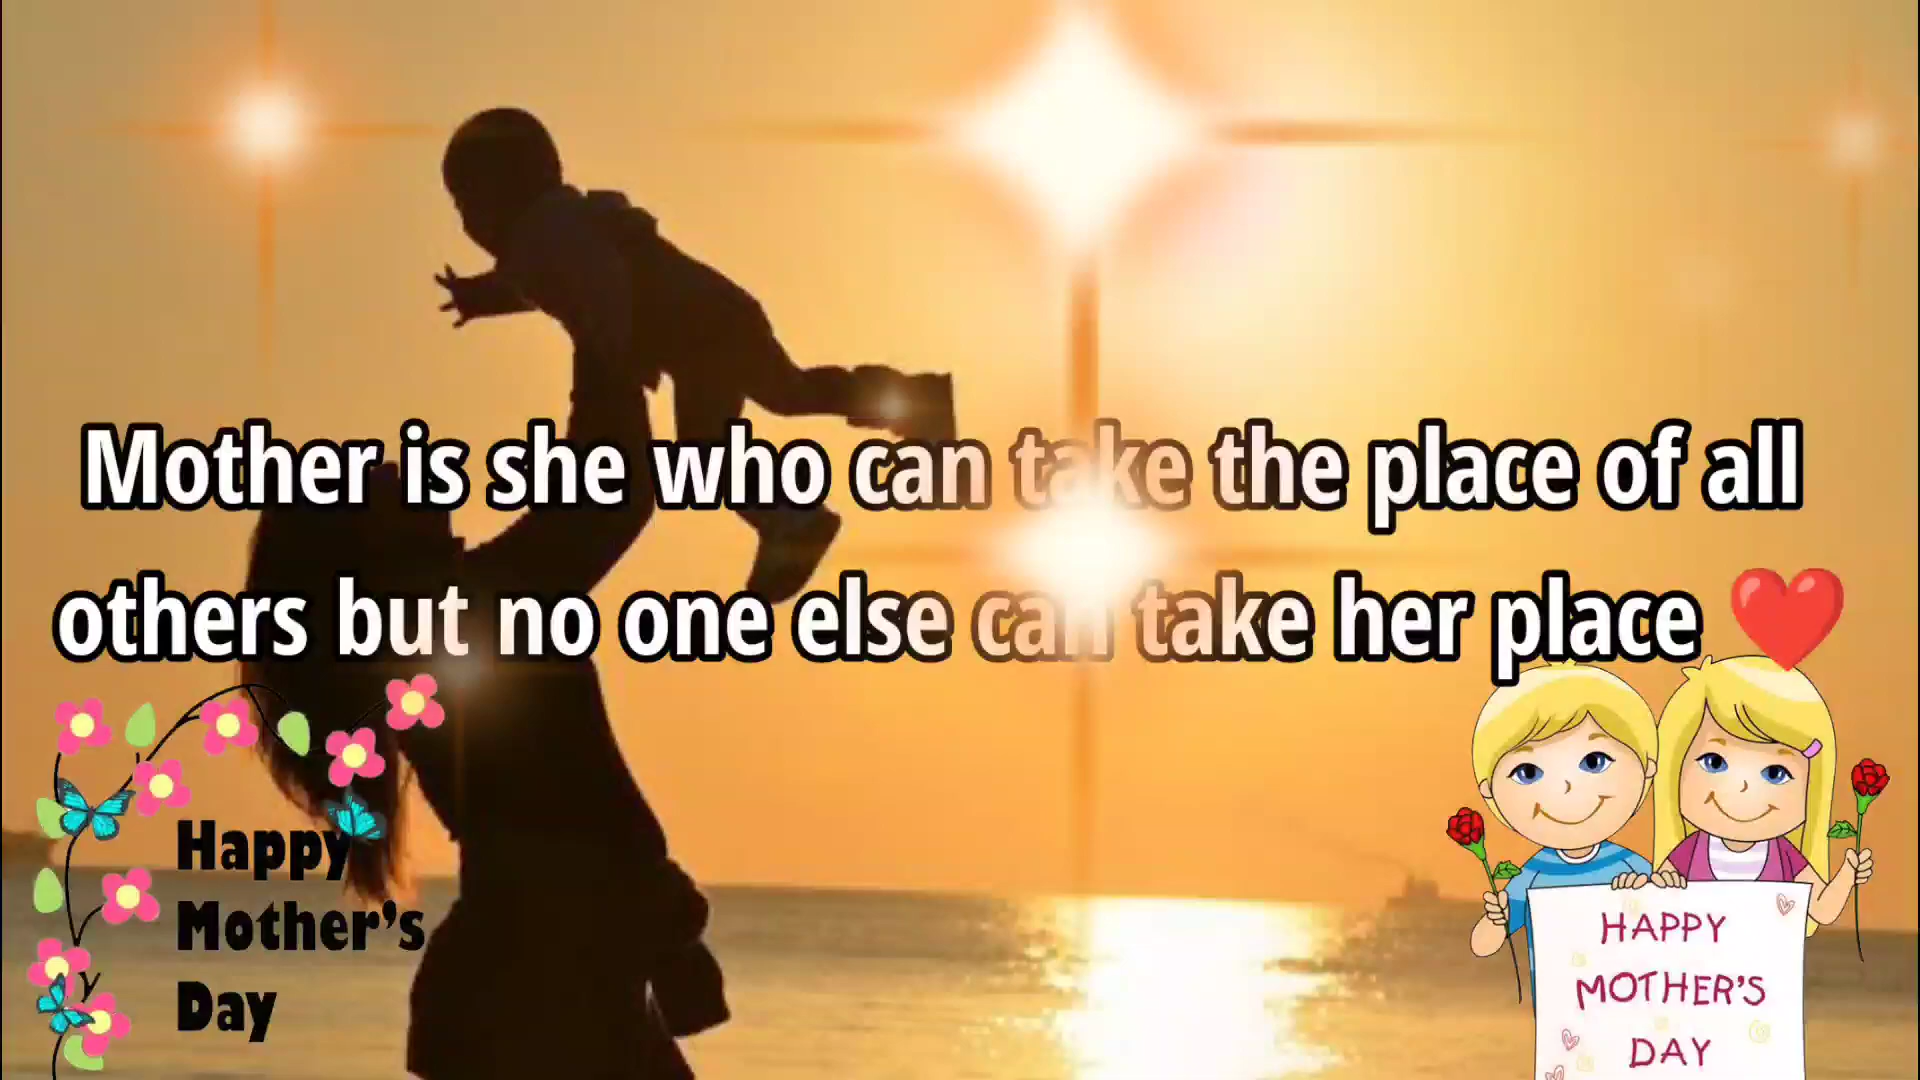 Mother is she who can take the place of all
others but no one else can take her place ❤️
Happy
Mother's
Day
HAPPY
MOTHER'S
DAY